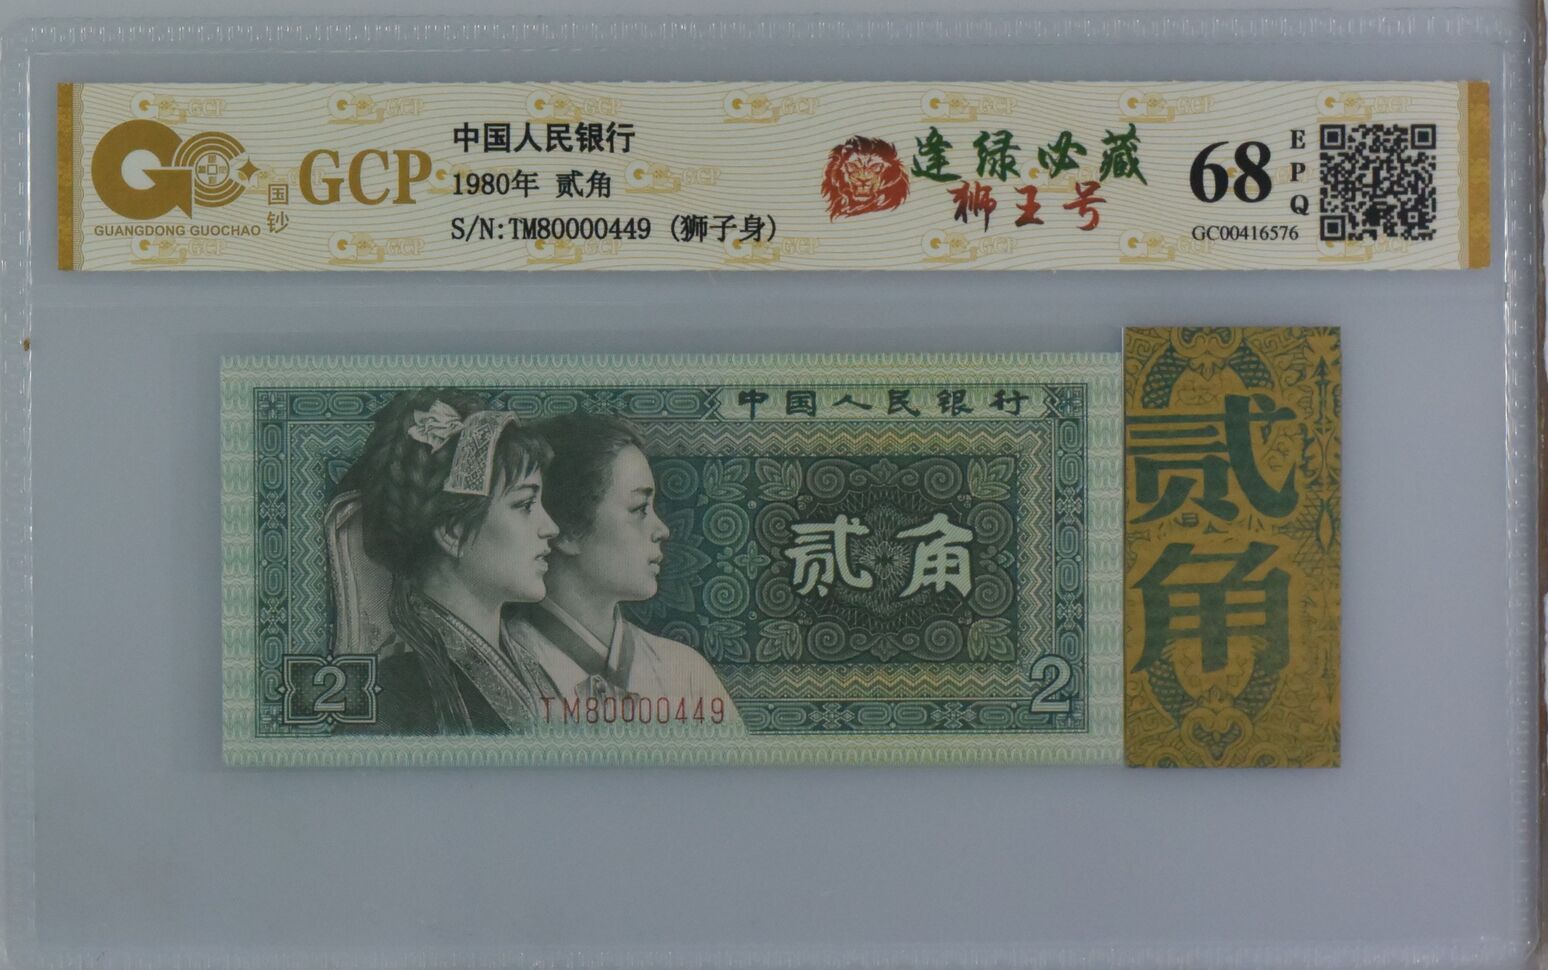 GCP
国钞
GUANGDONG GUOCHAO
中国人民银行
1980年 贰角
S/N:TM80000449 (狮子身)
逢绿必藏
狮王号
68
EPQ
GC00416576
中国人民银行
贰角
2
2
TM80000449
贰角